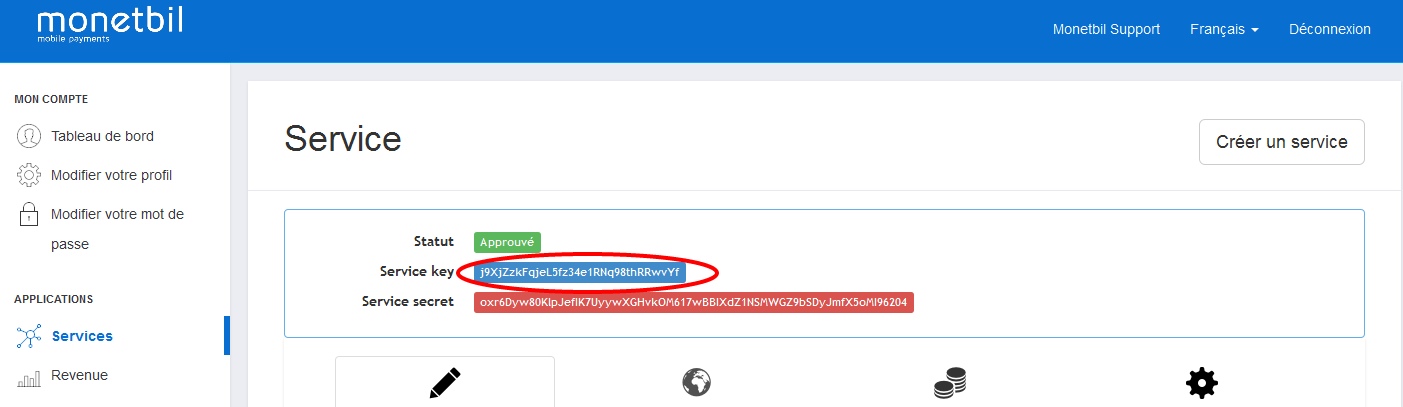 monetbil
mobile payments
Monetbil Support Français Déconnexion
MON COMPTE
Tableau de bord
Modifier votre profil
Modifier votre mot de
passe
APPLICATIONS
Services
Revenue
Service
Créer un service
Statut Approuvé
Service key j9XjZzkFqjeL5fz34e1RNq98thRRwvYf
Service secret